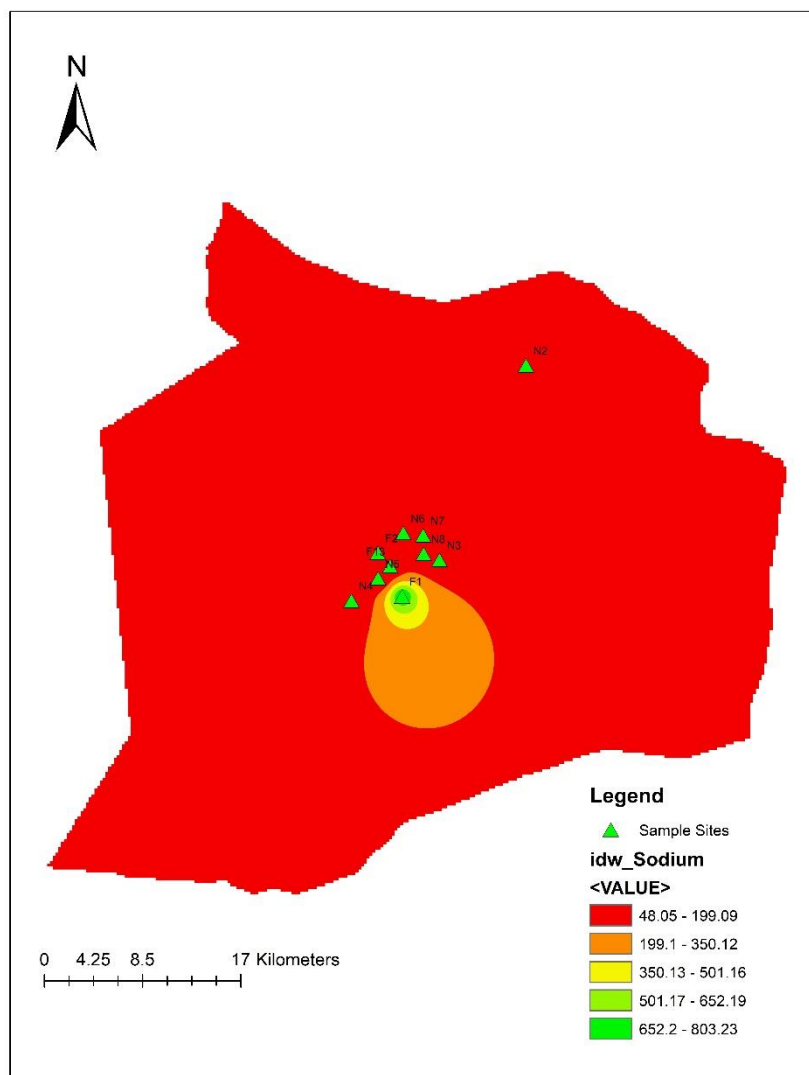 N
N2
N6 N7
F2 N8
F13 N3
N5
N4 F1
Legend
Sample Sites
idw_Sodium
<VALUE>
48.05 - 199.09
199.1 - 350.12
350.13 - 501.16
501.17 - 652.19
652.2 - 803.23
0 4.25 8.5 17 Kilometers